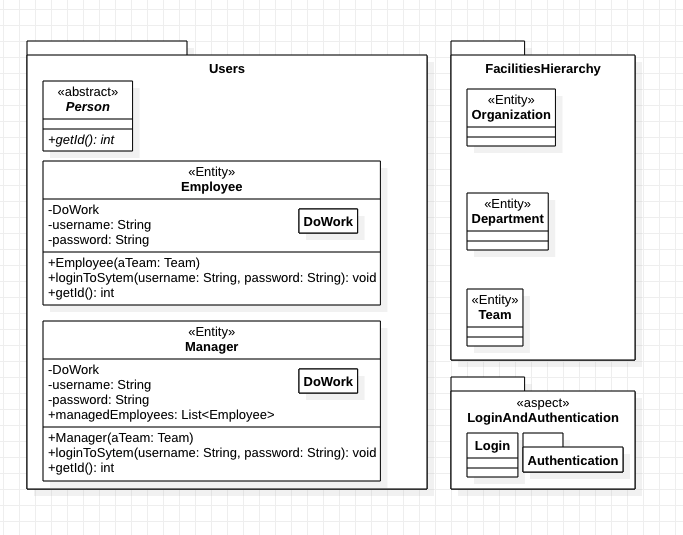 Users
«abstract»
Person
+getId(): int
«Entity»
Employee
-DoWork
-username: String
-password: String
DoWork
+Employee(aTeam: Team)
+loginToSytem(username: String, password: String): void
+getId(): int
«Entity»
Manager
-DoWork
-username: String
-password: String
+managedEmployees: List<Employee>
DoWork
+Manager(aTeam: Team)
+loginToSytem(username: String, password: String): void
+getId(): int
FacilitiesHierarchy
«Entity»
Organization
«Entity»
Department
«Entity»
Team
«aspect»
LoginAndAuthentication
Login
Authentication